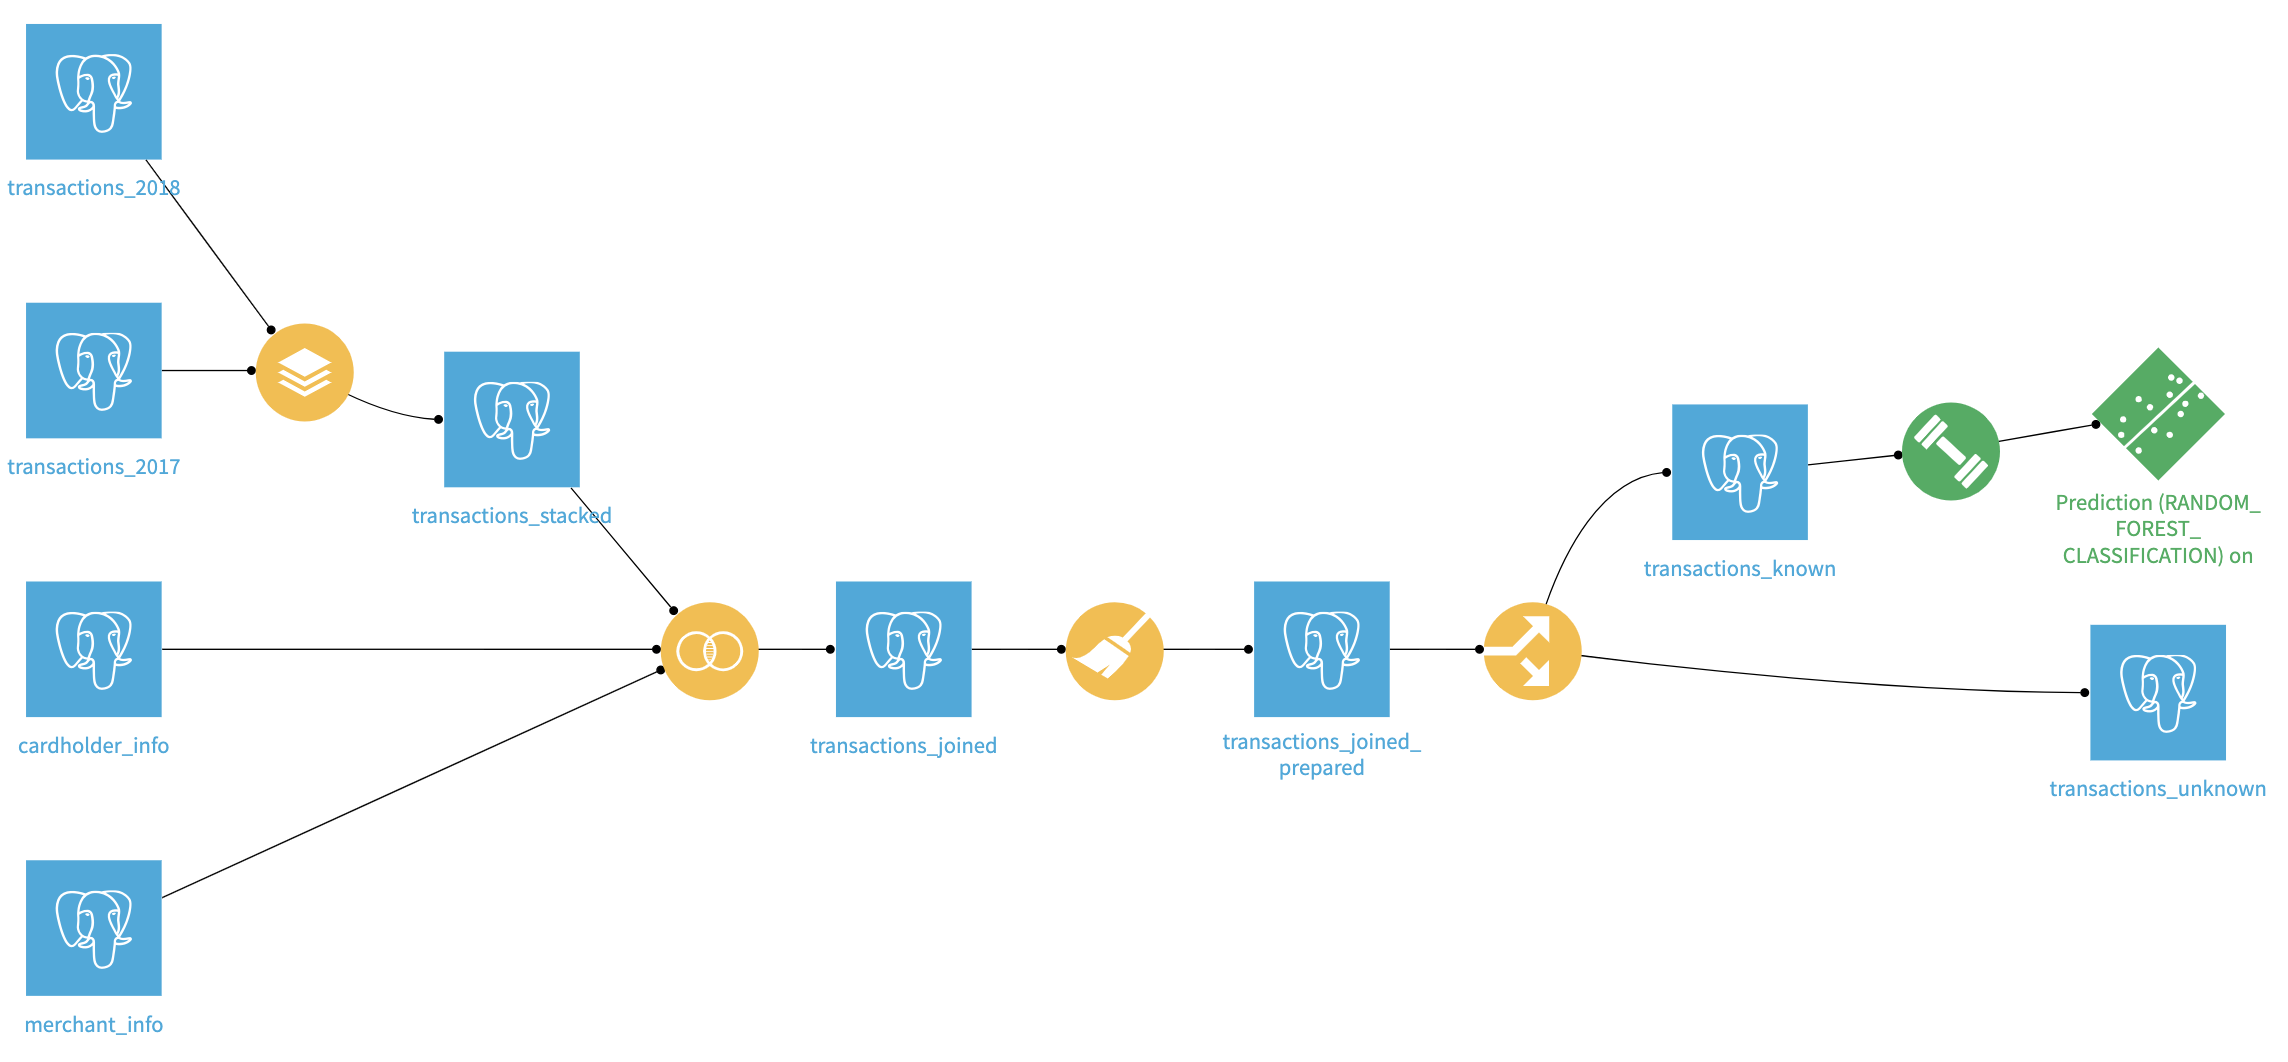 transactions_2018
transactions_2017
transactions_stacked
cardholder_info
merchant_info
transactions_joined
transactions_joined_
prepared
transactions_known
Prediction (RANDOM_
FOREST_
CLASSIFICATION) on
transactions_unknown